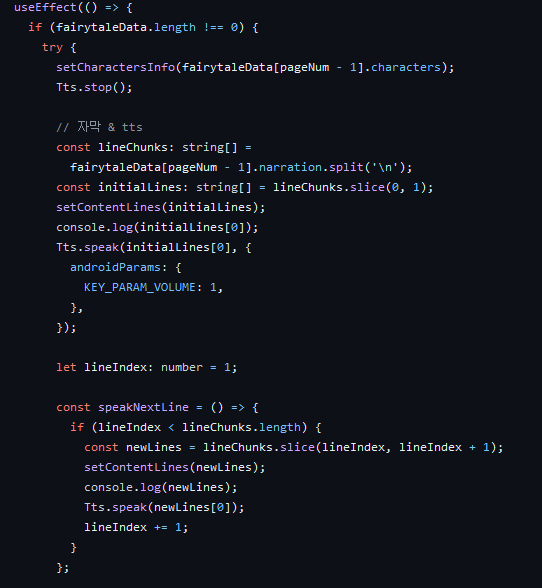 useEffect(() => {
if (fairytaleData.length !== 0) {
try {
setCharactersInfo(fairytaleData[pageNum - 1].characters);
Tts.stop();
// 자막 & tts
const lineChunks: string[] =
fairytaleData[pageNum - 1].narration.split('\n');
const initialLines: string[] = lineChunks.slice(0, 1);
setContentLines(initialLines);
console.log(initialLines[0]);
Tts.speak(initialLines[0], {
androidParams: {
KEY_PARAM_VOLUME: 1,
},
});
let lineIndex: number = 1;
const speakNextLine = () => {
if (lineIndex < lineChunks.length) {
const newLines = lineChunks.slice(lineIndex, lineIndex + 1);
setContentLines(newLines);
console.log(newLines);
Tts.speak(newLines[0]);
lineIndex += 1;
}
};